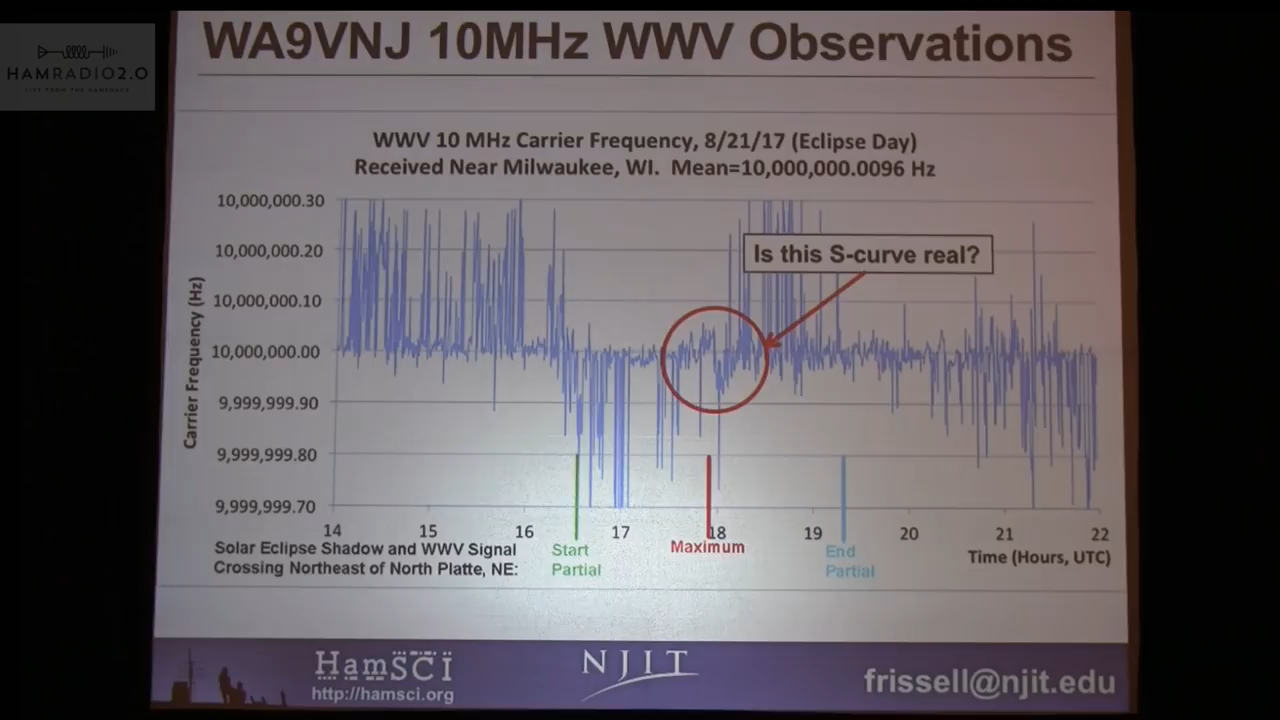 HAMRADIO2.0
LIVE FROM THE HAMSHACK
WA9VNJ 10MHz WWV Observations
WWV 10 MHz Carrier Frequency, 8/21/17 (Eclipse Day)
Received Near Milwaukee, WI. Mean=10,000,000.0096 Hz
Carrier Frequency (Hz)
10,000,000.30
10,000,000.20
10,000,000.10
10,000,000.00
9,999,999.90
9,999,999.80
9,999,999.70
Is this S-curve real?
14 15 16 17 18 19 20 21 22
Time (Hours, UTC)
Solar Eclipse Shadow and WWV Signal
Crossing Northeast of North Platte, NE:
Start
Partial
Maximum
End
Partial
HamSCI
http://hamsci.org
NJIT
frissell@njit.edu